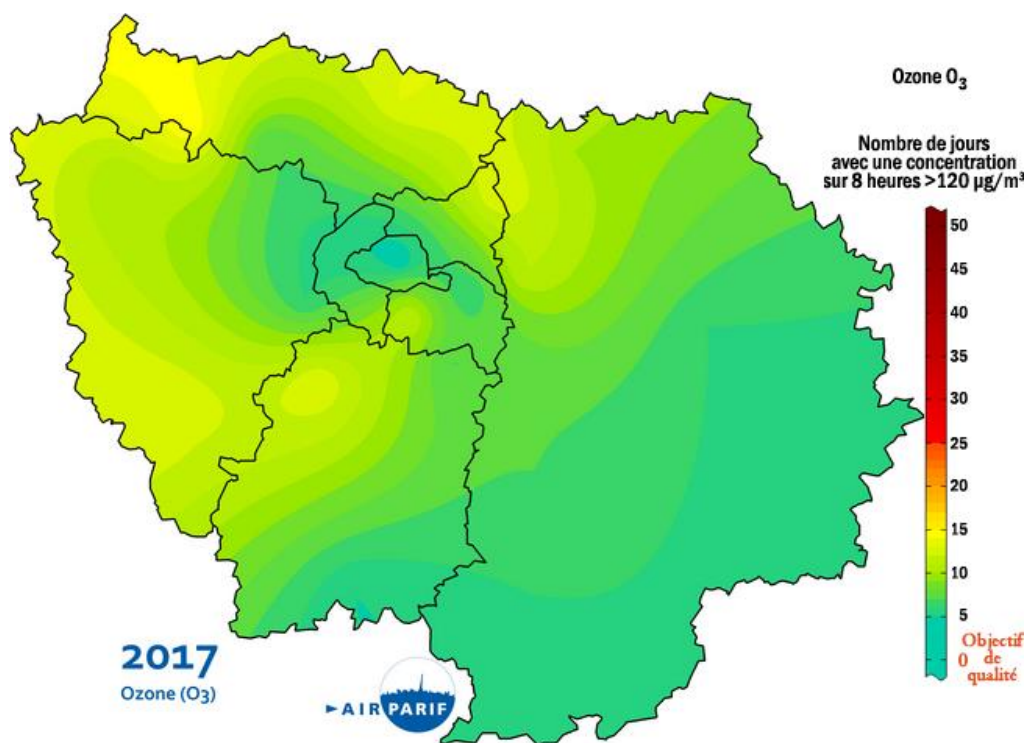 Ozone O₃
Nombre de jours
avec une concentration
sur 8 heures >120 µg/m³
50
45
40
35
30
25
20
15
10
5
0
Objectif
de
qualité
2017
Ozone (O3)
AIRPARIF